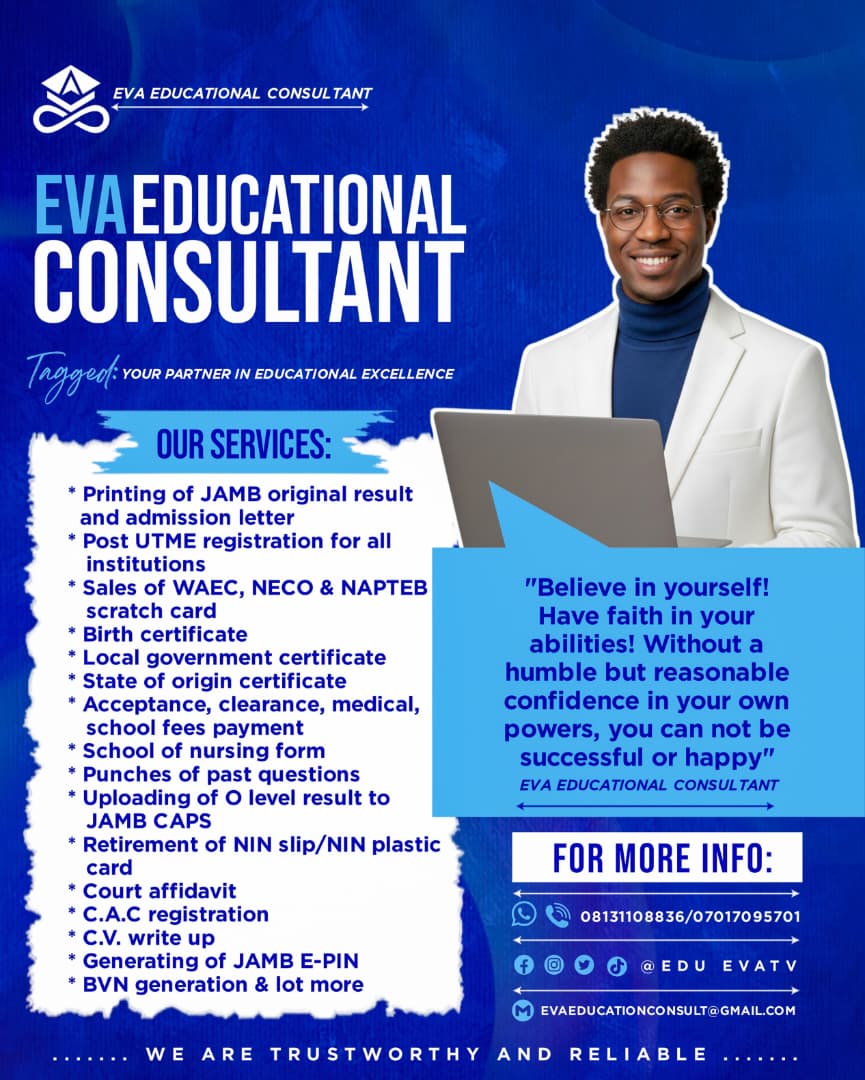 EVA EDUCATIONAL CONSULTANT
EVA EDUCATIONAL
CONSULTANT
Tagged: YOUR PARTNER IN EDUCATIONAL EXCELLENCE
OUR SERVICES:
* Printing of JAMB original result
and admission letter
* Post UTME registration for all
institutions
* Sales of WAEC, NECO & NAPTEB
scratch card
* Birth certificate
* Local government certificate
* State of origin certificate
* Acceptance, clearance, medical,
school fees payment
* School of nursing form
* Punches of past questions
* Uploading of O level result to
JAMB CAPS
* Retirement of NIN slip/NIN plastic
card
* Court affidavit
* C.A.C registration
* C.V. write up
* Generating of JAMB E-PIN
* BVN generation & lot more
"Believe in yourself!
Have faith in your
abilities! Without a
humble but reasonable
confidence in your own
powers, you can not be
successful or happy"
EVA EDUCATIONAL CONSULTANT
FOR MORE INFO:
08131108836/07017095701
@EDU EVATV
EVAEDUCATIONCONSULT@GMAIL.COM
....... WE ARE TRUSTWORTHY AND RELIABLE .......